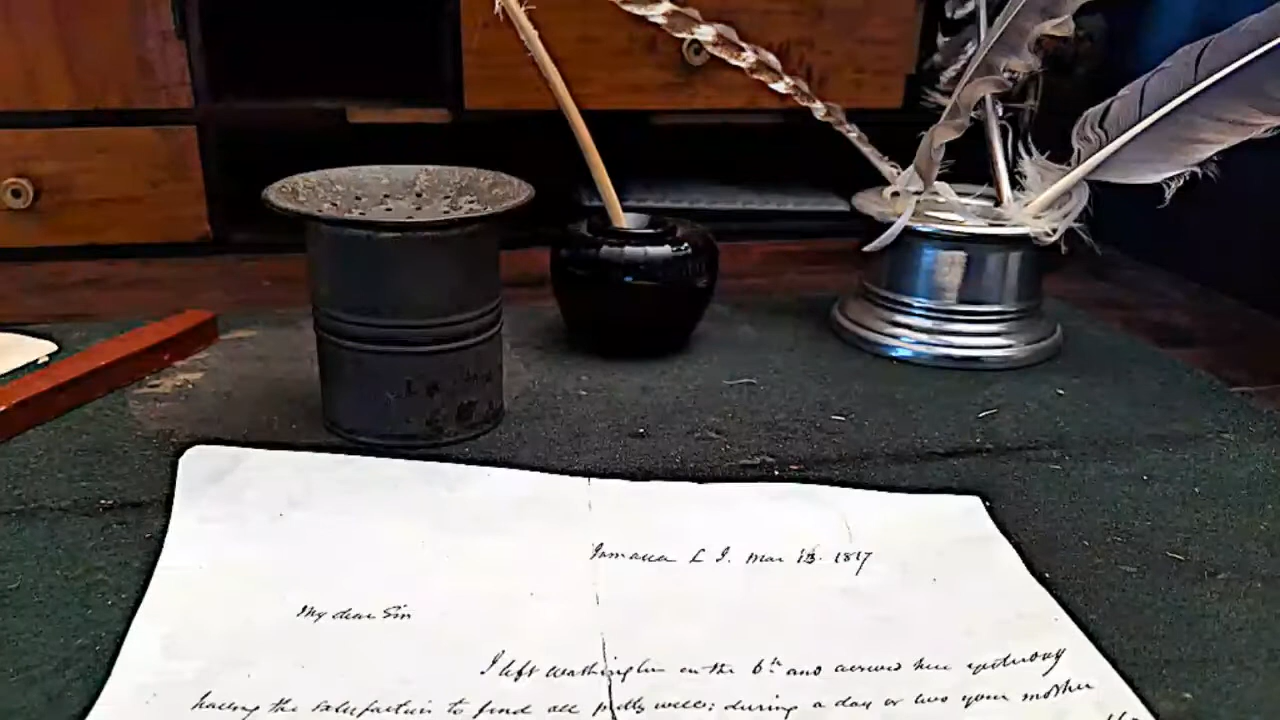 Jamaica L I. Mar 13. 1817
My dear Sir
I left Washington on the 6th and arrived here yesterday
having the satisfaction to find all pretty well; during a day or two your mother